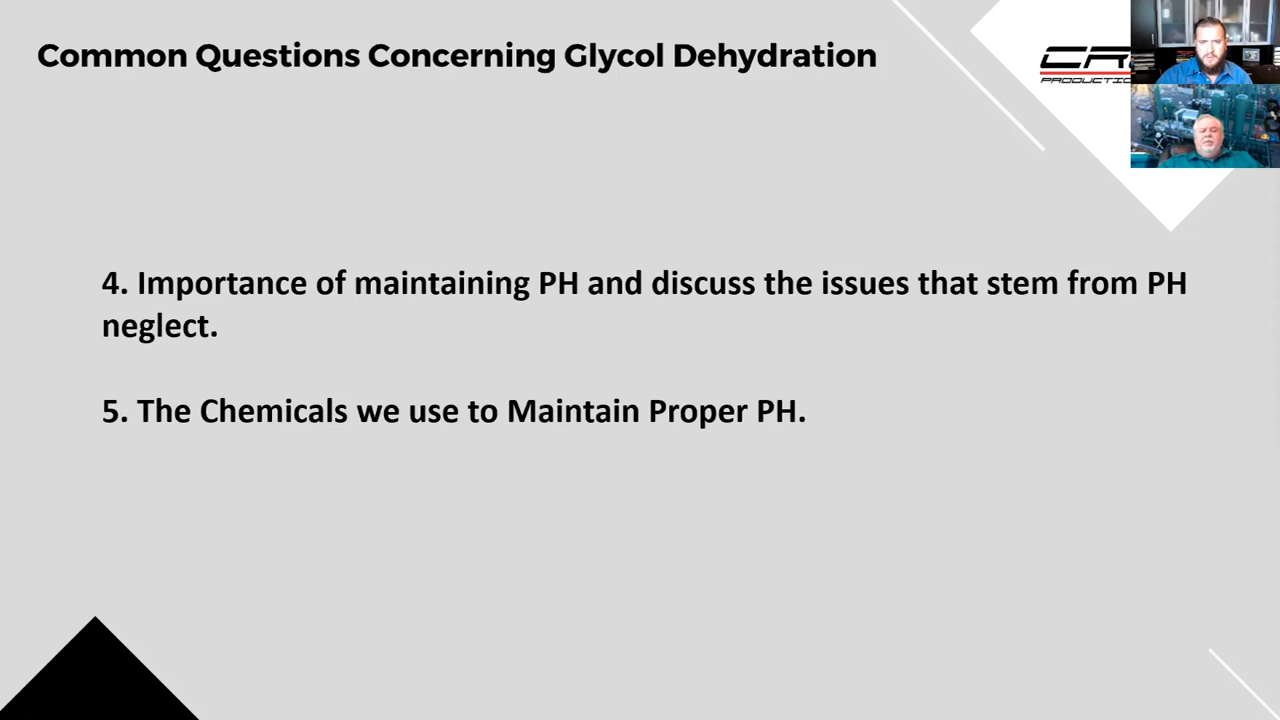 Common Questions Concerning Glycol Dehydration
4. Importance of maintaining PH and discuss the issues that stem from PH
neglect.
5. The Chemicals we use to Maintain Proper PH.